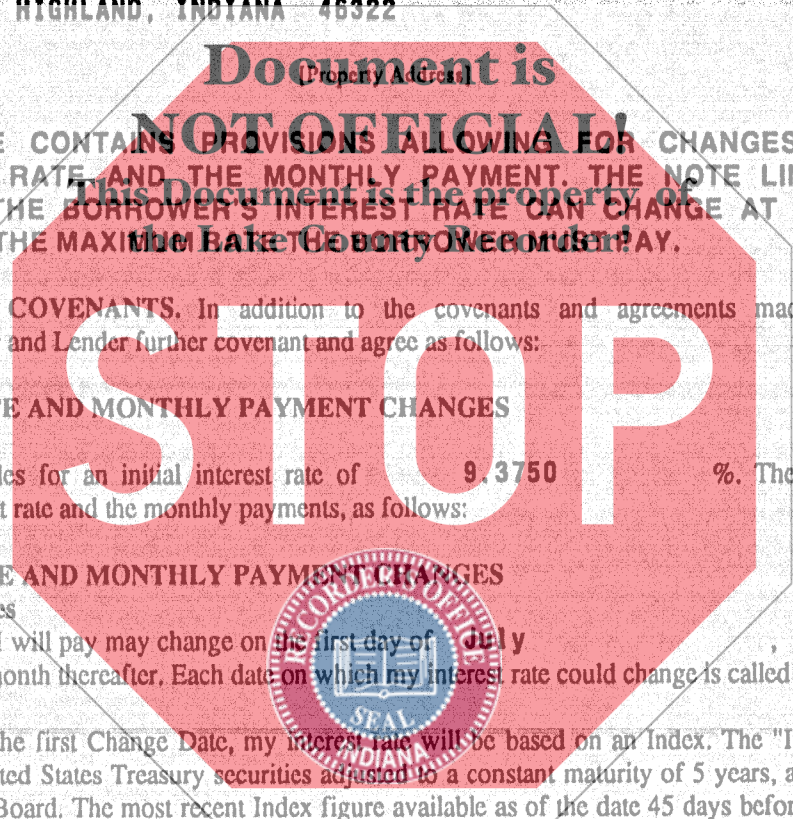 HIGHLAND, INDIANA 46322
Document is
[Property Address]
NOT OFFICIAL!
E CONTAINS PROVISIONS ALLOWING FOR CHANGES
RATE AND THE MONTHLY PAYMENT. THE NOTE LI
This Document is the property of
THE BORROWER'S INTEREST RATE CAN CHANGE AT
the Lake County Recorder!
THE MAXIMUM RATE THE BORROWER MUST PAY.
COVENANTS. In addition to the covenants and agreements mad
and Lender further covenant and agree as follows:
STOP
E AND MONTHLY PAYMENT CHANGES
les for an initial interest rate of 9.3750 %. The
t rate and the monthly payments, as follows:
E AND MONTHLY PAYMENT CHANGES
es
I will pay may change on the first day of July ,
month thereafter. Each date on which my interest rate could change is called
RECORDER'S OFFICE
SEAL
INDIANA
he first Change Date, my interest rate will be based on an Index. The "I
ted States Treasury securities adjusted to a constant maturity of 5 years, a
Board. The most recent Index figure available as of the date 45 days befor